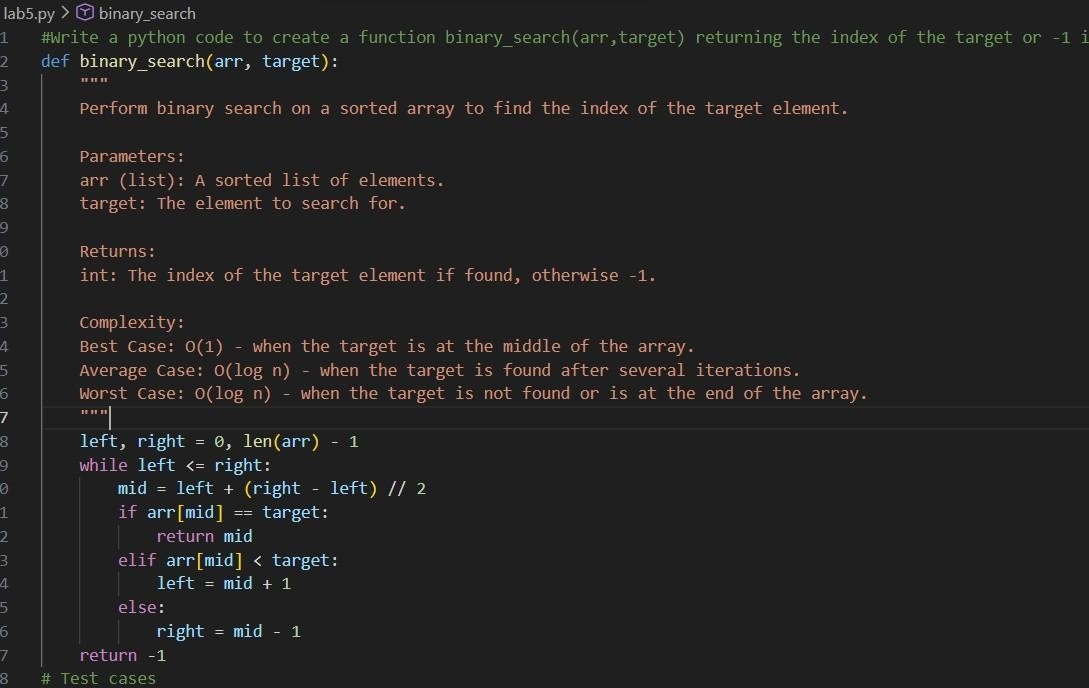 lab5.py > binary_search
1 #Write a python code to create a function binary_search(arr,target) returning the index of the target or -1 i
2 def binary_search(arr, target):
3     """
4     Perform binary search on a sorted array to find the index of the target element.
5
6     Parameters:
7     arr (list): A sorted list of elements.
8     target: The element to search for.
9
0     Returns:
1     int: The index of the target element if found, otherwise -1.
2
3     Complexity:
4     Best Case: O(1) - when the target is at the middle of the array.
5     Average Case: O(log n) - when the target is found after several iterations.
6     Worst Case: O(log n) - when the target is not found or is at the end of the array.
7     """
8     left, right = 0, len(arr) - 1
9     while left <= right:
0         mid = left + (right - left) // 2
1         if arr[mid] == target:
2             return mid
3         elif arr[mid] < target:
4             left = mid + 1
5         else:
6             right = mid - 1
7     return -1
8 # Test cases